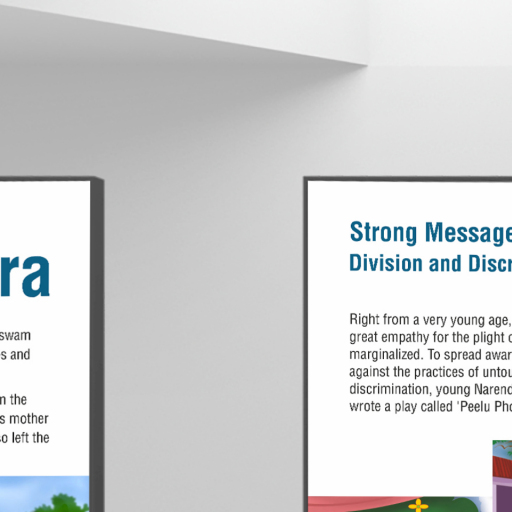 ra
swam
s and
n the
s mother
so left the
Strong Message
Division and Discr
Right from a very young age,
great empathy for the plight o
marginalized. To spread awar
against the practices of untou
discrimination, young Narend
wrote a play called 'Peelu Pho